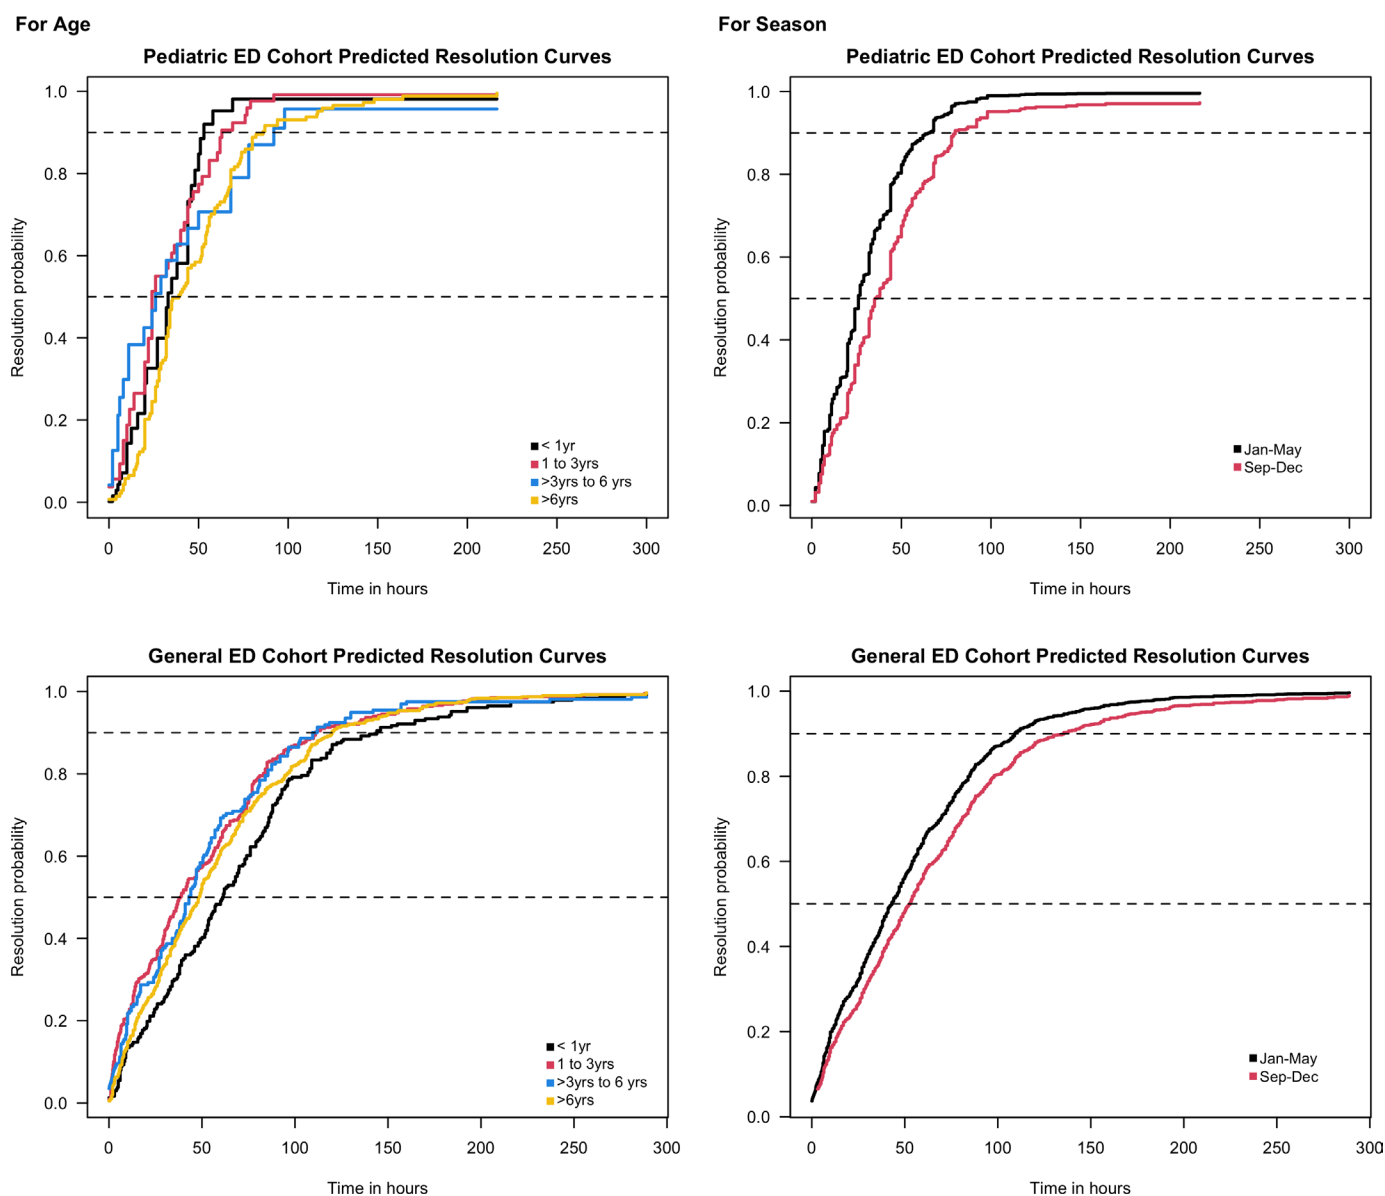 For Age
For Season
Pediatric ED Cohort Predicted Resolution Curves
1.0
0.8
0.6
0.4
0.2
0.0
Resolution probability
< 1yr
1 to 3yrs
>3yrs to 6 yrs
>6yrs
0 50 100 150 200 250 300
Time in hours
Pediatric ED Cohort Predicted Resolution Curves
1.0
0.8
0.6
0.4
0.2
0.0
Resolution probability
Jan-May
Sep-Dec
0 50 100 150 200 250 300
Time in hours
General ED Cohort Predicted Resolution Curves
1.0
0.8
0.6
0.4
0.2
0.0
Resolution probability
< 1yr
1 to 3yrs
>3yrs to 6 yrs
>6yrs
0 50 100 150 200 250 300
Time in hours
General ED Cohort Predicted Resolution Curves
1.0
0.8
0.6
0.4
0.2
0.0
Resolution probability
Jan-May
Sep-Dec
0 50 100 150 200 250 300
Time in hours